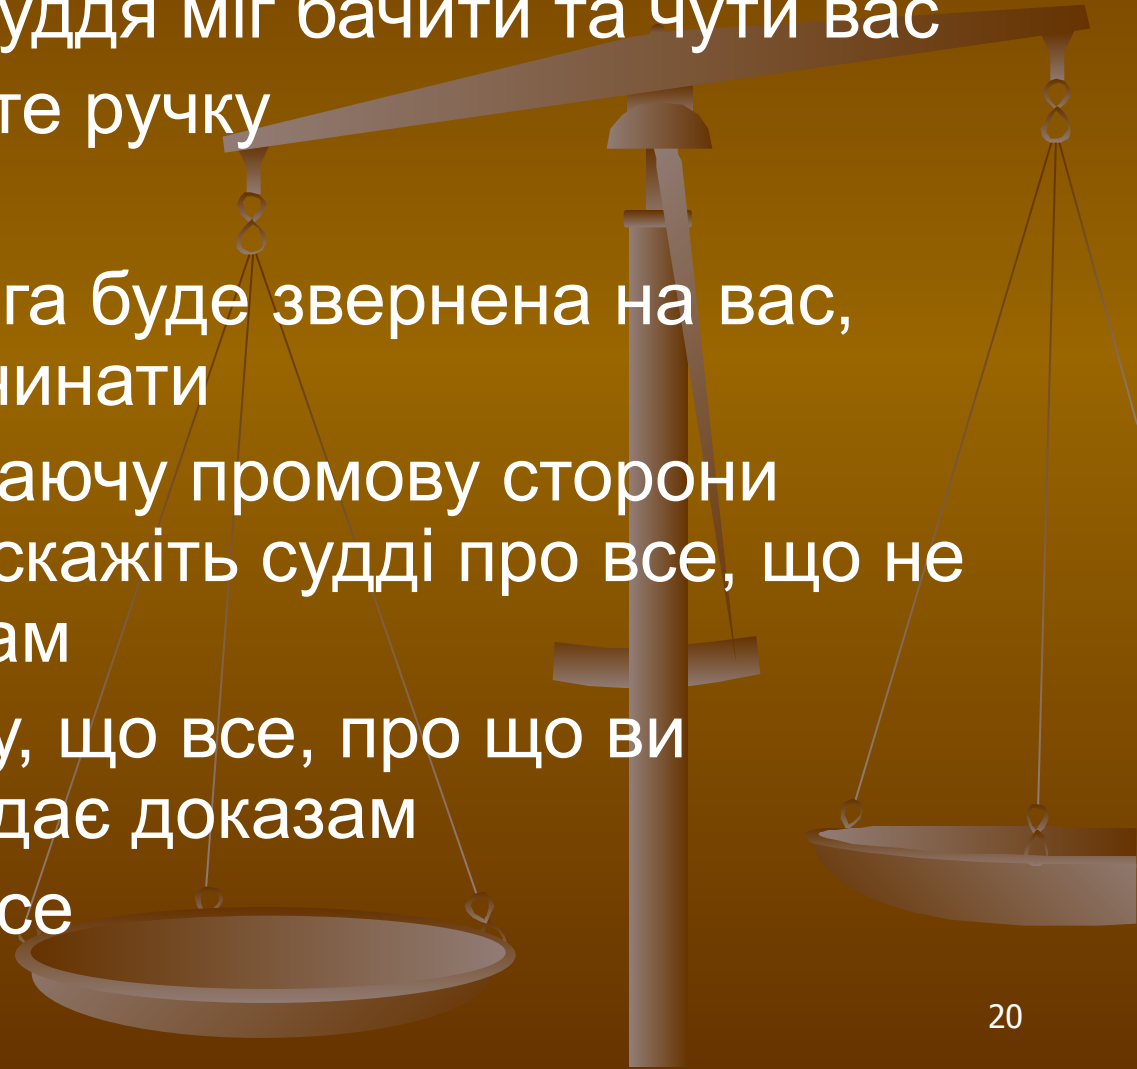 уддя міг бачити та чути вас
те ручку
га буде звернена на вас,
чинати
аючу промову сторони
скажіть судді про все, що не
ам
у, що все, про що ви
дає доказам
се
20